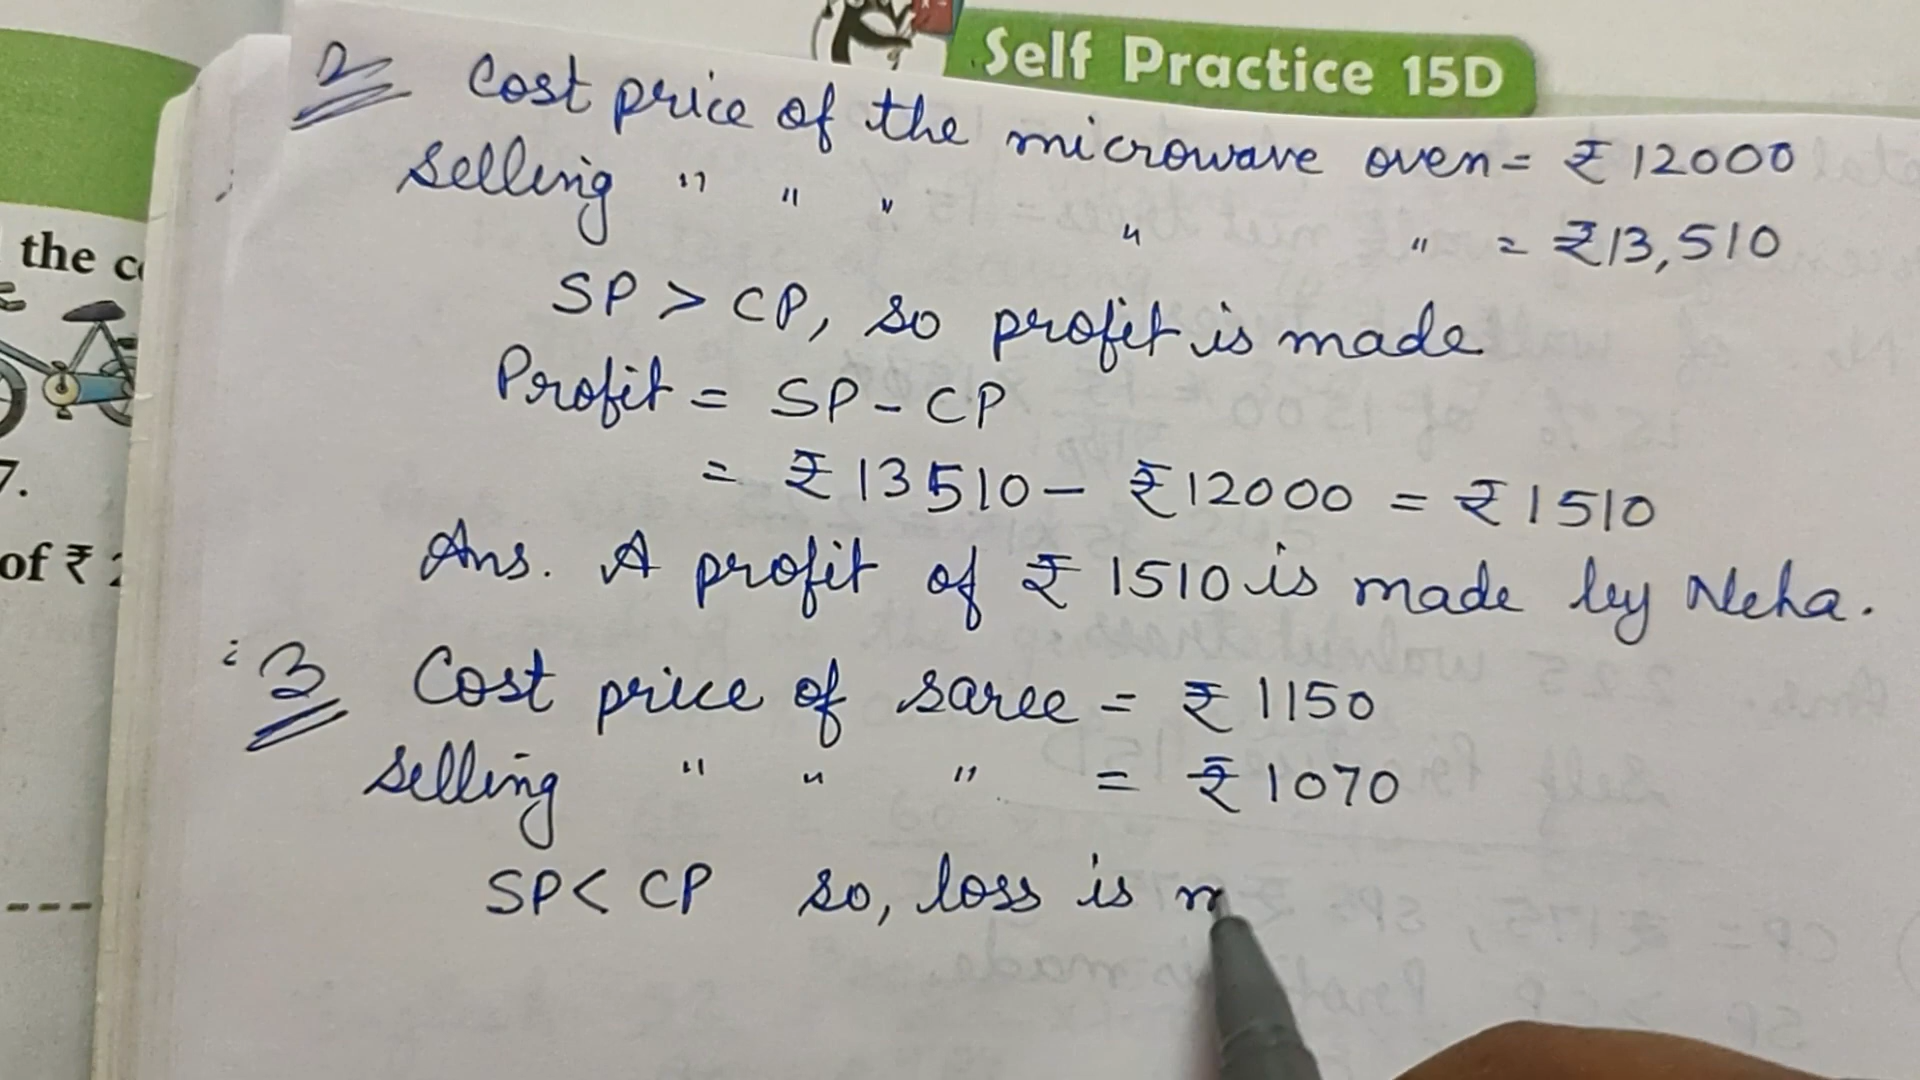 Self Practice 15D
2 Cost price of the microwave oven = ₹ 12000
Selling " " " " " = ₹13,510
SP > CP, so profit is made
Profit = SP - CP
= ₹ 13510 - ₹12000 = ₹1510
Ans. A profit of ₹ 1510 is made by Neha.
3 Cost price of saree = ₹ 1150
Selling " " " = ₹ 1070
SP < CP so, loss is m
the c
7.
of ₹